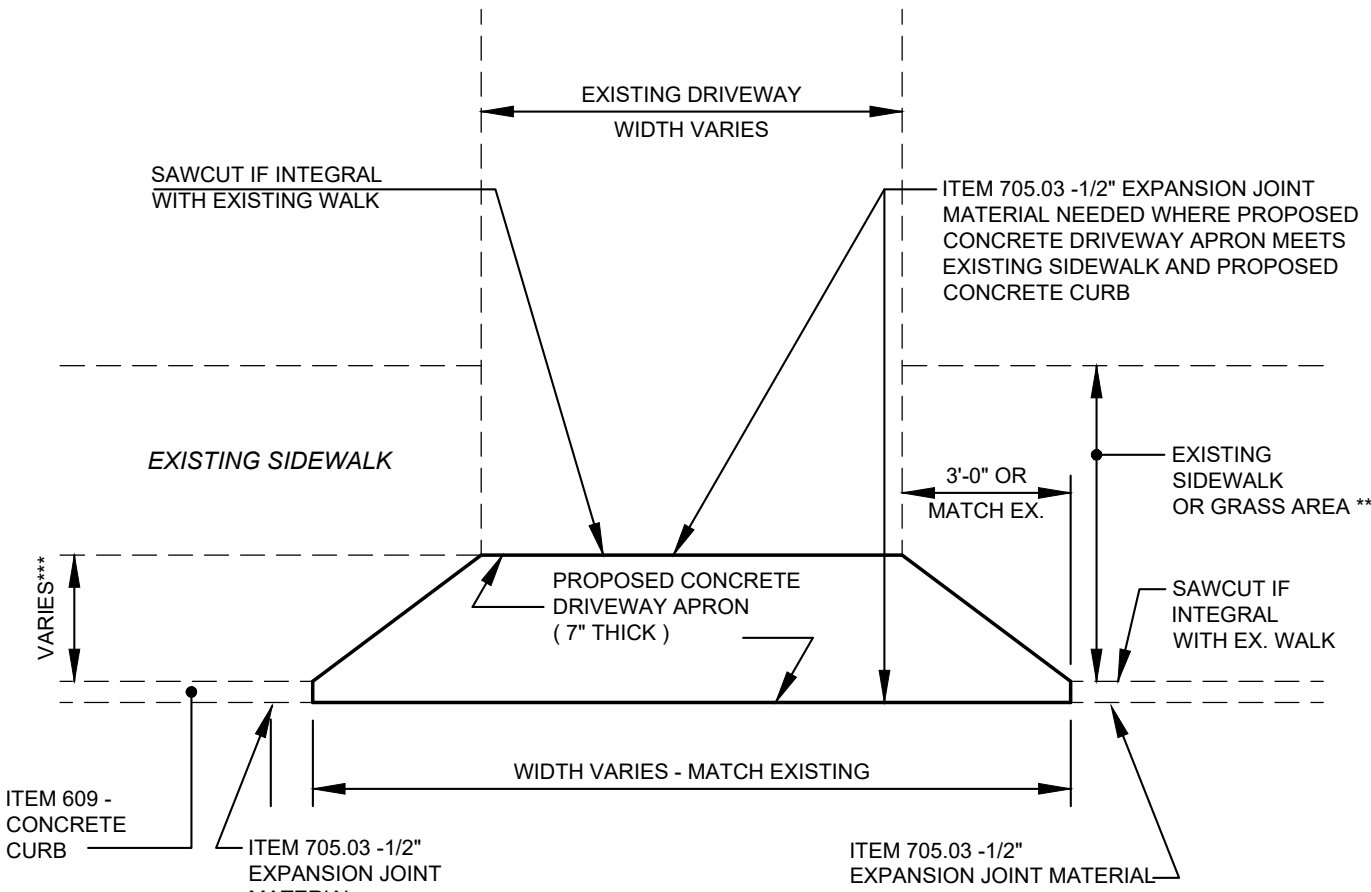 EXISTING DRIVEWAY
WIDTH VARIES
SAWCUT IF INTEGRAL
WITH EXISTING WALK
ITEM 705.03 -1/2" EXPANSION JOINT
MATERIAL NEEDED WHERE PROPOSED
CONCRETE DRIVEWAY APRON MEETS
EXISTING SIDEWALK AND PROPOSED
CONCRETE CURB
EXISTING SIDEWALK
3'-0" OR
MATCH EX.
EXISTING
SIDEWALK
OR GRASS AREA **
VARIES***
PROPOSED CONCRETE
DRIVEWAY APRON
( 7" THICK )
SAWCUT IF
INTEGRAL
WITH EX. WALK
WIDTH VARIES - MATCH EXISTING
ITEM 609 -
CONCRETE
CURB
ITEM 705.03 -1/2"
EXPANSION JOINT
MATERIAL
ITEM 705.03 -1/2"
EXPANSION JOINT MATERIAL